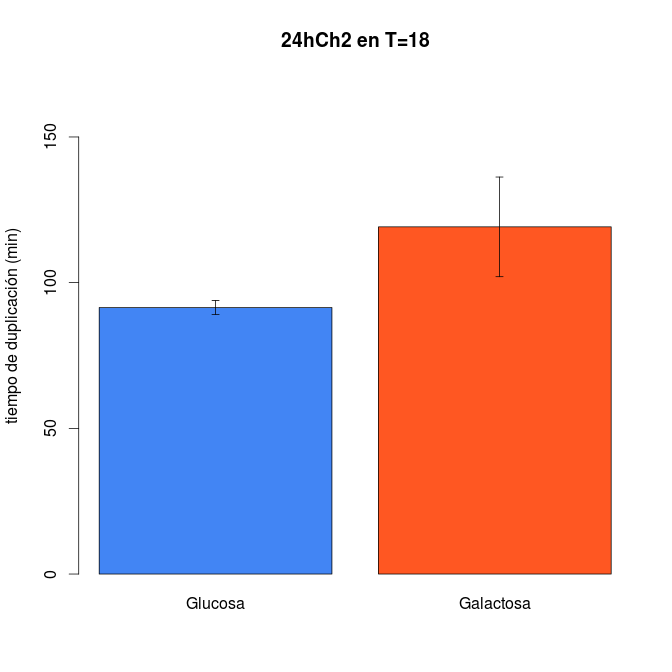 24hCh2 en T=18
tiempo de duplicación (min)
150
100
50
0
Glucosa
Galactosa